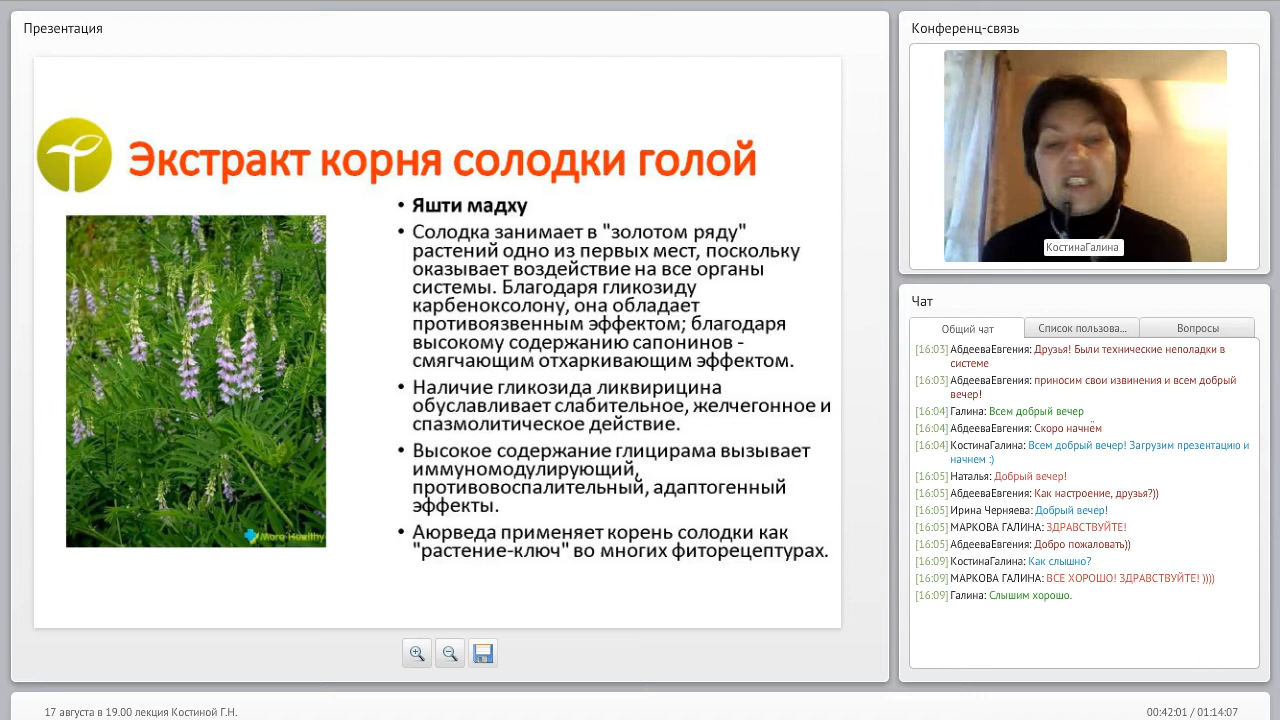 Презентация
Экстракт корня солодки голой
• Яшти мадху
• Солодка занимает в "золотом ряду"
растений одно из первых мест, поскольку
оказывает воздействие на все органы
системы. Благодаря гликозиду
карбеноксолону, она обладает
противоязвенным эффектом; благодаря
высокому содержанию сапонинов -
смягчающим отхаркивающим эффектом.
• Наличие гликозида ликвирицина
обуславливает слабительное, желчегонное и
спазмолитическое действие.
• Высокое содержание глицирама вызывает
иммуномодулирующий,
противовоспалительный, адаптогенный
эффекты.
• Аюрведа применяет корень солодки как
"растение-ключ" во многих фиторецептурах.
Конференц-связь
КостинаГалина
Чат
Общий чат
Список пользова...
Вопросы
[16:03] АбдееваЕвгения: Друзья! Были технические неполадки в
системе
[16:03] АбдееваЕвгения: приносим свои извинения и всем добрый
вечер!
[16:04] Галина: Всем добрый вечер
[16:04] АбдееваЕвгения: Скоро начнём
[16:04] КостинаГалина: Всем добрый вечер! Загрузим презентацию и
начнем :)
[16:05] Наталья: Добрый вечер!
[16:05] АбдееваЕвгения: Как настроение, друзья?))
[16:05] Ирина Черняева: Добрый вечер!
[16:05] МАРКОВА ГАЛИНА: ЗДРАВСТВУЙТЕ!
[16:05] АбдееваЕвгения: Добро пожаловать))
[16:09] КостинаГалина: Как слышно?
[16:09] МАРКОВА ГАЛИНА: ВСЕ ХОРОШО! ЗДРАВСТВУЙТЕ! ))))
[16:09] Галина: Слышим хорошо.
17 августа в 19.00 лекция Костиной Г.Н.
00:42:01 / 01:14:07